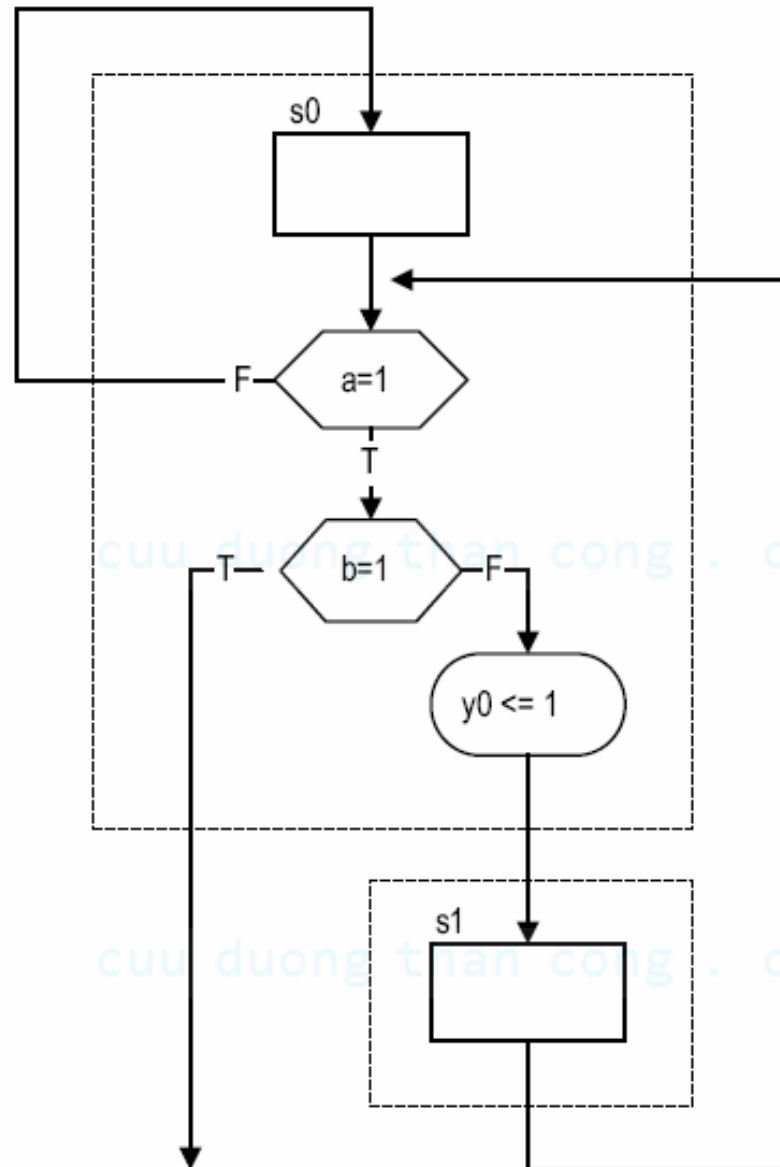 s0
F
a=1
T
cuu duong than cong . c
T
b=1
F
y0 <= 1
s1
cuu duong than cong . c